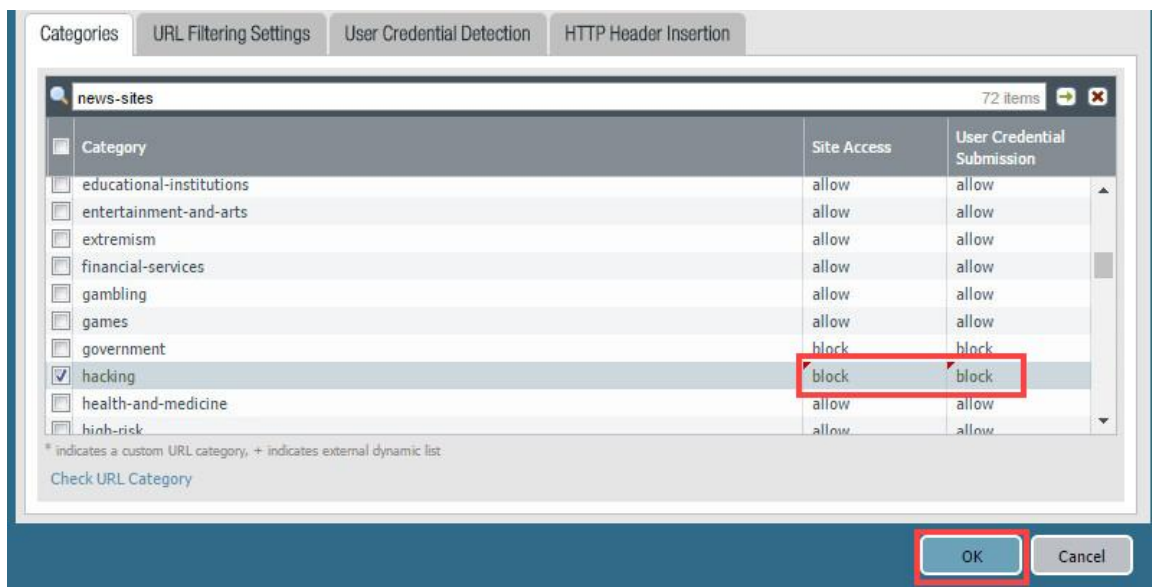 Categories URL Filtering Settings User Credential Detection HTTP Header Insertion
news-sites 72 items
Category Site Access User Credential Submission
educational-institutions allow allow
entertainment-and-arts allow allow
extremism allow allow
financial-services allow allow
gambling allow allow
games allow allow
government block block
hacking block block
health-and-medicine allow allow
high-risk allow allow
* indicates a custom URL category, + indicates external dynamic list
Check URL Category
OK Cancel